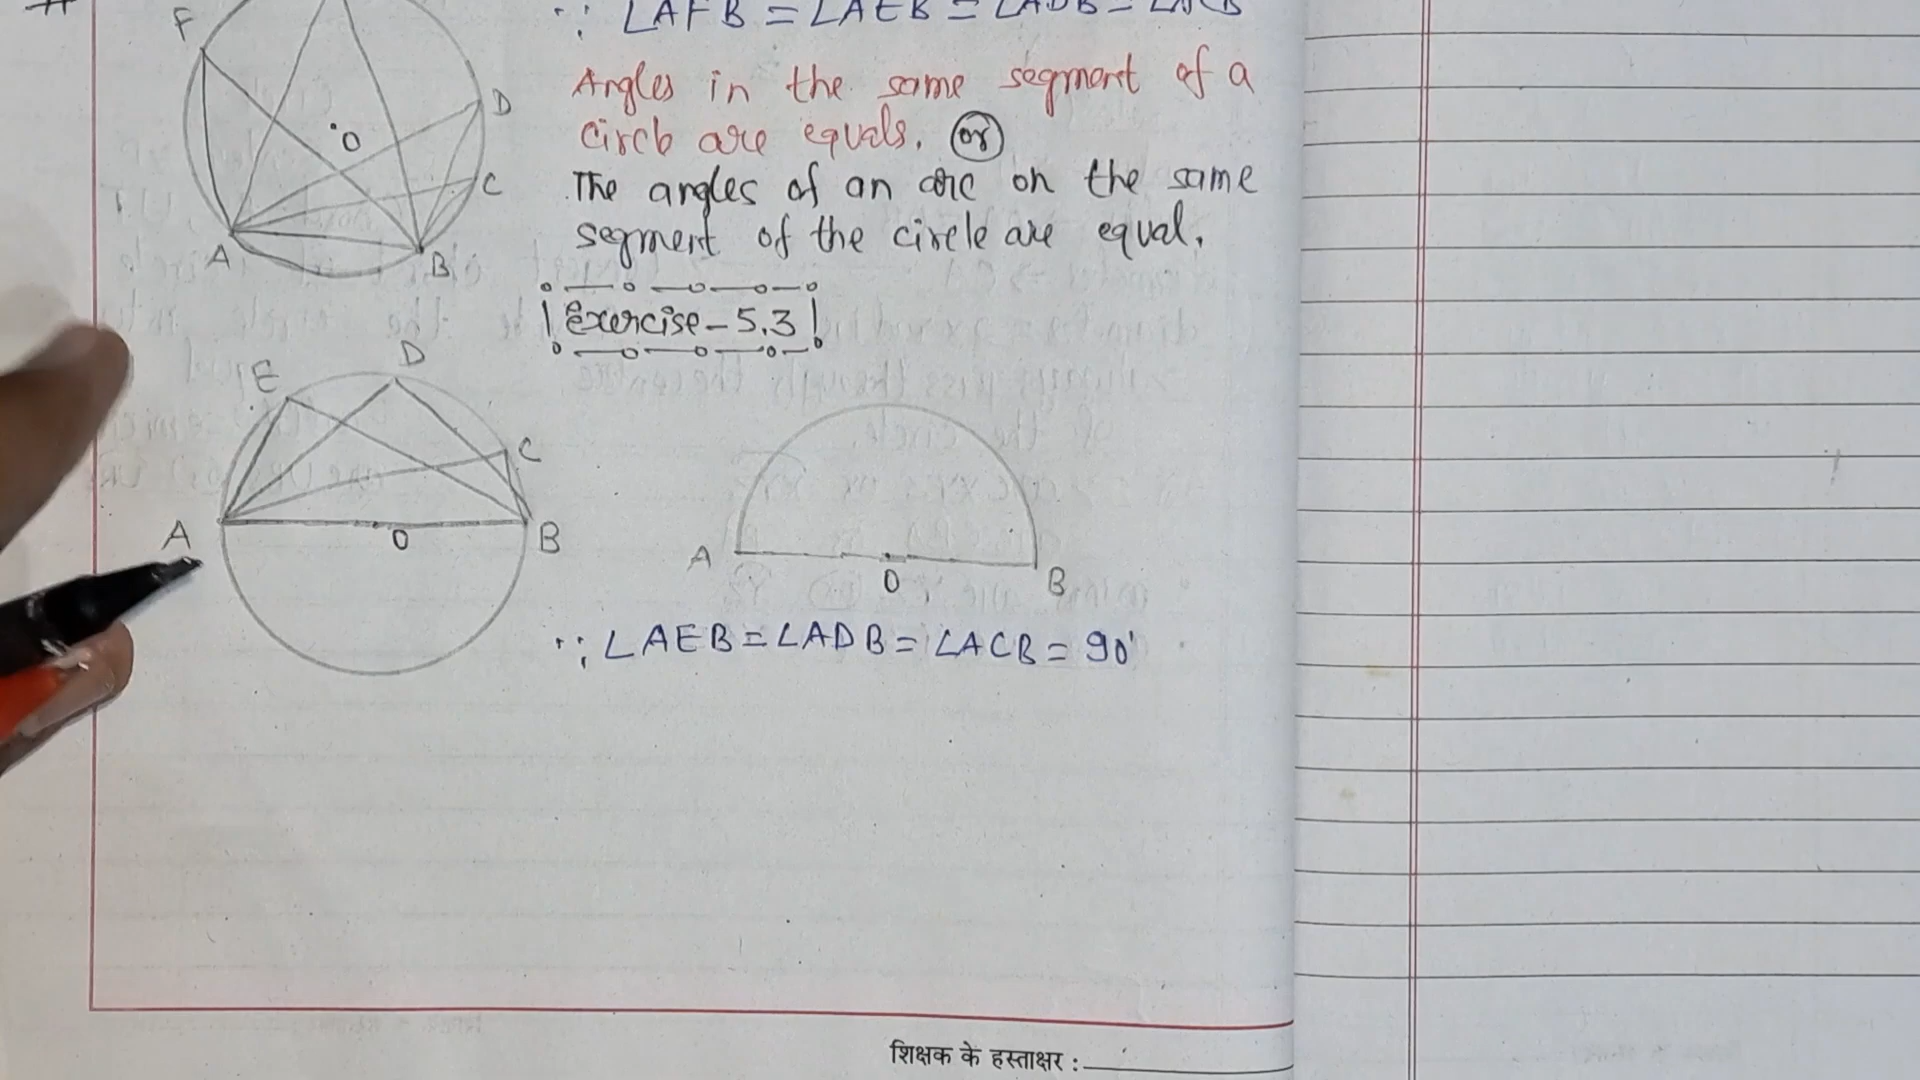 ∵ ∠AFB = ∠AEB = ∠ADB = ∠ACB
F
Angles in the same segment of a
circle are equals. or
D
O
The angles of an arc on the same
C
segment of the circle are equal.
A
B
Exercise - 5.3
D
E
C
A
O
B
A
O
B
∵ ∠AEB = ∠ADB = ∠ACB = 90°
शिक्षक के हस्ताक्षर :